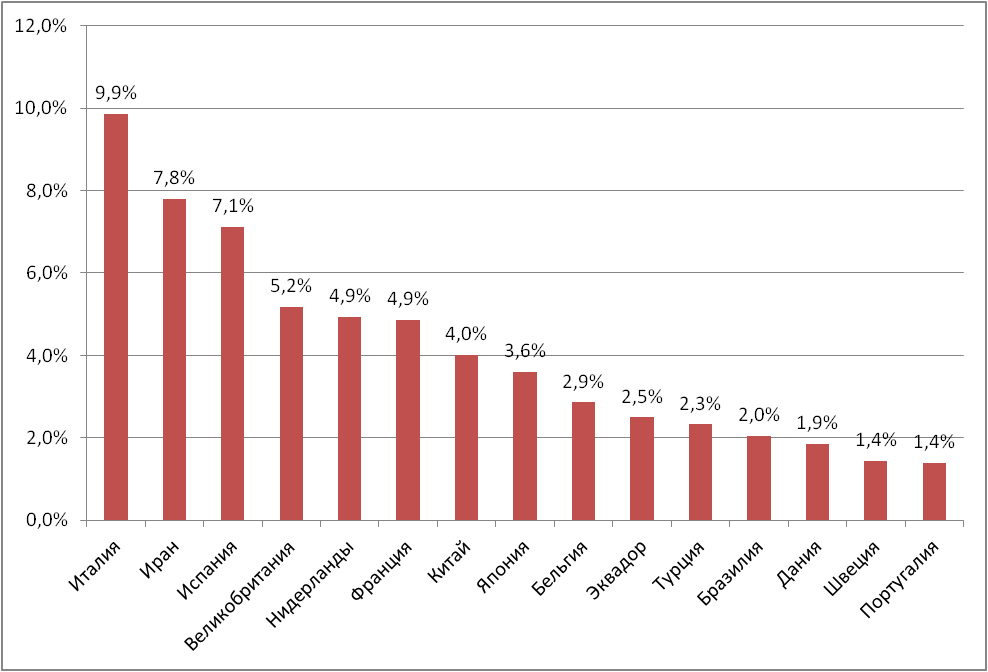 12,0%
10,0%
8,0%
6,0%
4,0%
2,0%
0,0%
9,9%
7,8%
7,1%
5,2%
4,9%
4,9%
4,0%
3,6%
2,9%
2,5%
2,3%
2,0%
1,9%
1,4%
1,4%
Италия
Иран
Испания
Великобритания
Нидерланды
Франция
Китай
Япония
Бельгия
Эквадор
Турция
Бразилия
Дания
Швеция
Португалия